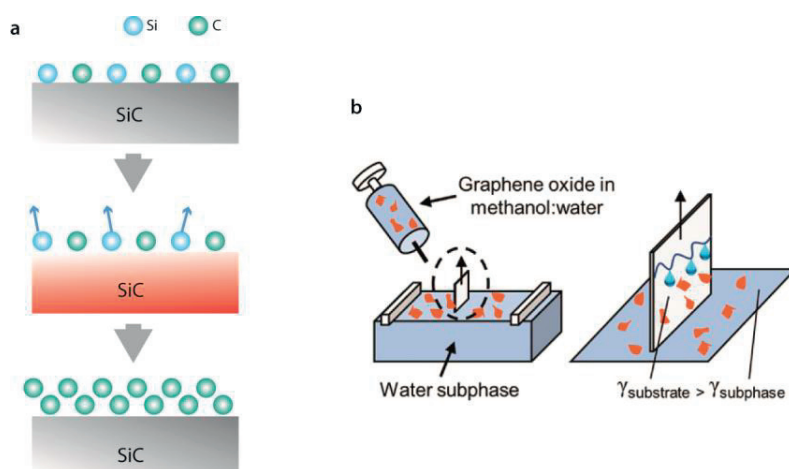 a
Si
C
SiC
SiC
SiC
b
Graphene oxide in
methanol:water
Water subphase
γsubstrate > γsubphase